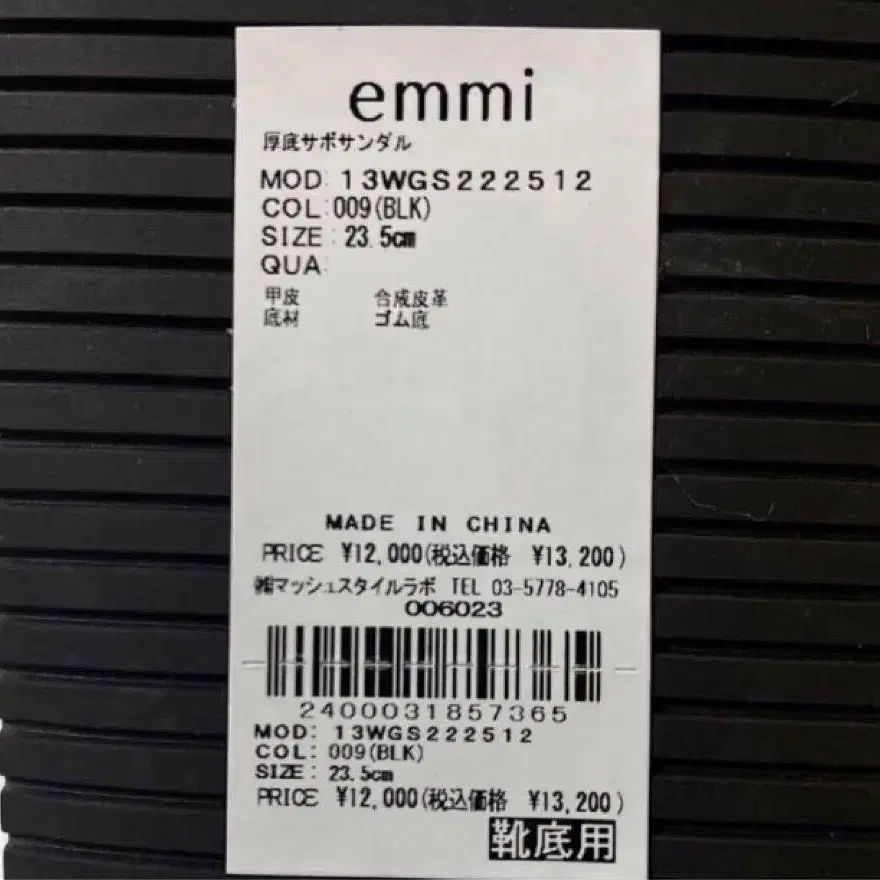 emmi
厚底サボサンダル
MOD: 13WGS222512
COL:009(BLK)
SIZE: 23.5cm
QUA:
甲皮 合成皮革
底材 ゴム底
MADE IN CHINA
PRICE ¥12,000(税込価格 ¥13,200)
㈱マッシュスタイルラボ TEL 03-5778-4105
006023
2400031857365
MOD: 13WGS222512
COL: 009(BLK)
SIZE: 23.5cm
PRICE ¥12,000(税込価格 ¥13,200)
靴底用